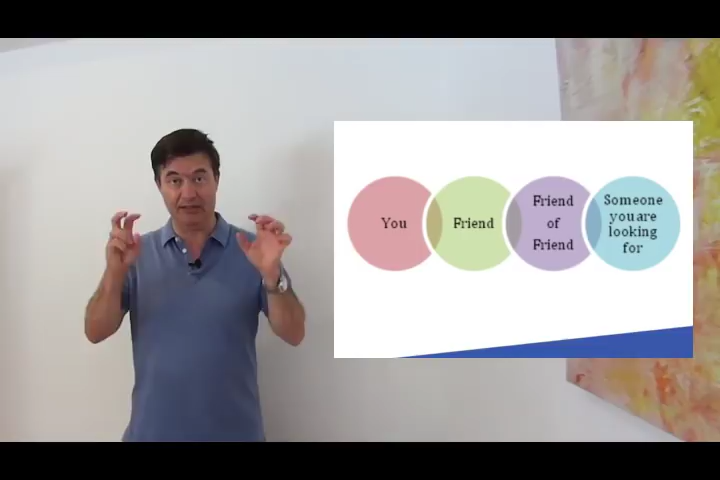 You
Friend
Friend
of
Friend
Someone
you are
looking
for